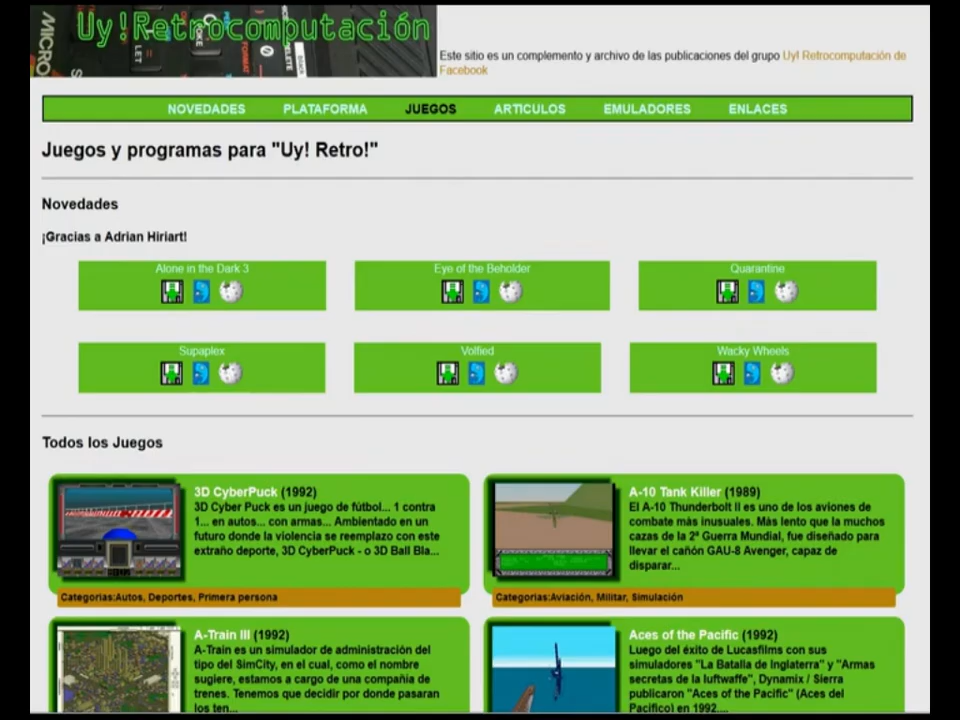 Uy!Retrocomputación
MICRO
LET
OKE
FORMAT
Este sitio es un complemento y archivo de las publicaciones del grupo Uy! Retrocomputación de
Facebook
NOVEDADES PLATAFORMA JUEGOS ARTICULOS EMULADORES ENLACES
Juegos y programas para "Uy! Retro!"
Novedades
¡Gracias a Adrian Hiriart!
Alone in the Dark 3 Eye of the Beholder Quarantine
Supaplex Volfied Wacky Wheels
Todos los Juegos
3D CyberPuck (1992)
3D Cyber Puck es un juego de fútbol... 1 contra
1... en autos... con armas... Ambientado en un
futuro donde la violencia se reemplazo con este
extraño deporte, 3D CyberPuck - o 3D Ball Bla...
Categorias:Autos, Deportes, Primera persona
A-10 Tank Killer (1989)
El A-10 Thunderbolt II es uno de los aviones de
combate màs inusuales. Màs lento que la muchos
cazas de la 2ª Guerra Mundial, fue diseñado para
llevar el cañón GAU-8 Avenger, capaz de
disparar...
Categorias:Aviación, Militar, Simulación
A-Train III (1992)
A-Train es un simulador de administración del
tipo del SimCity, en el cual, como el nombre
sugiere, estamos a cargo de una compañia de
trenes. Tenemos que decidir por donde pasaran
los ten...
Aces of the Pacific (1992)
Luego del éxito de Lucasfilms con sus
simuladores "La Batalla de Inglaterra" y "Armas
secretas de la luftwaffe", Dynamix / Sierra
publicaron "Aces of the Pacific" (Aces del
Pacifico) en 1992....